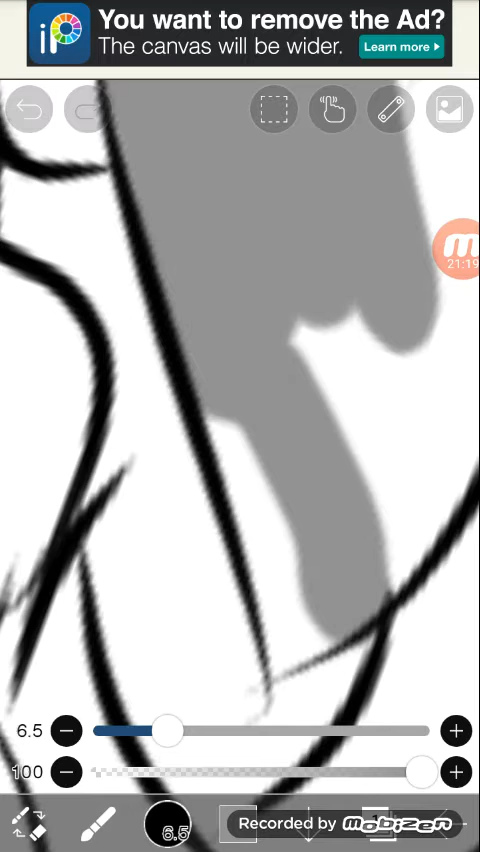 iP
You want to remove the Ad?
The canvas will be wider.
Learn more
21:19
6.5
100
6.5
Recorded by mobizen